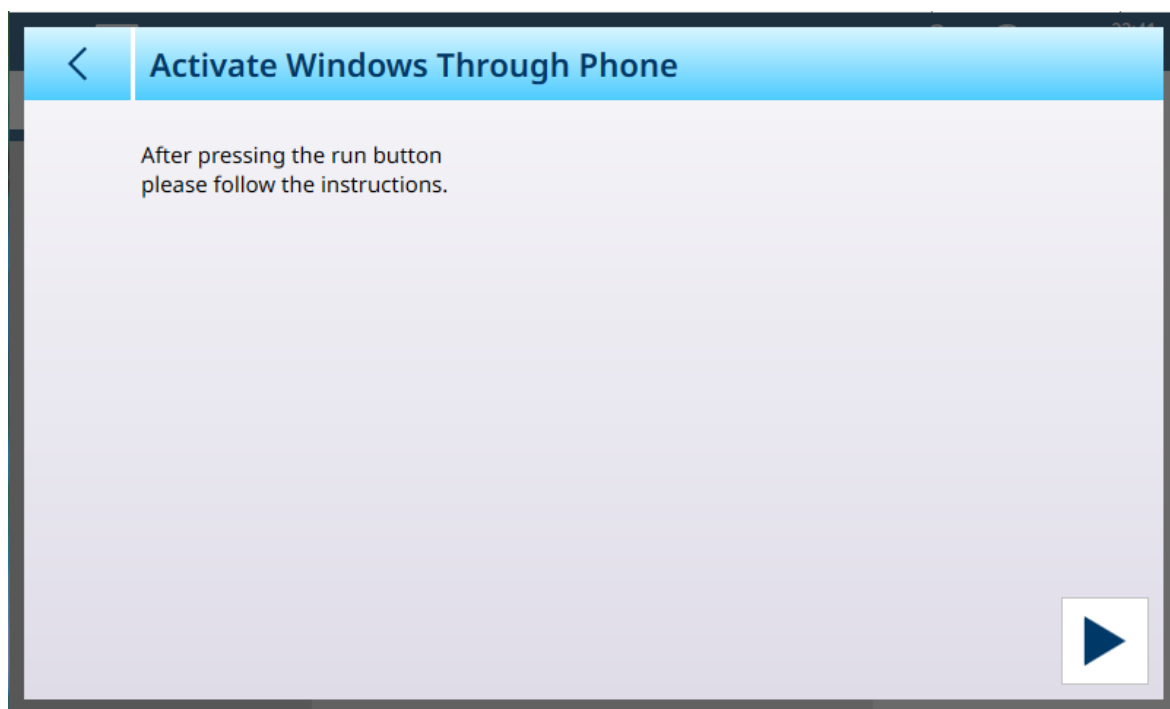 Activate Windows Through Phone
After pressing the run button
please follow the instructions.